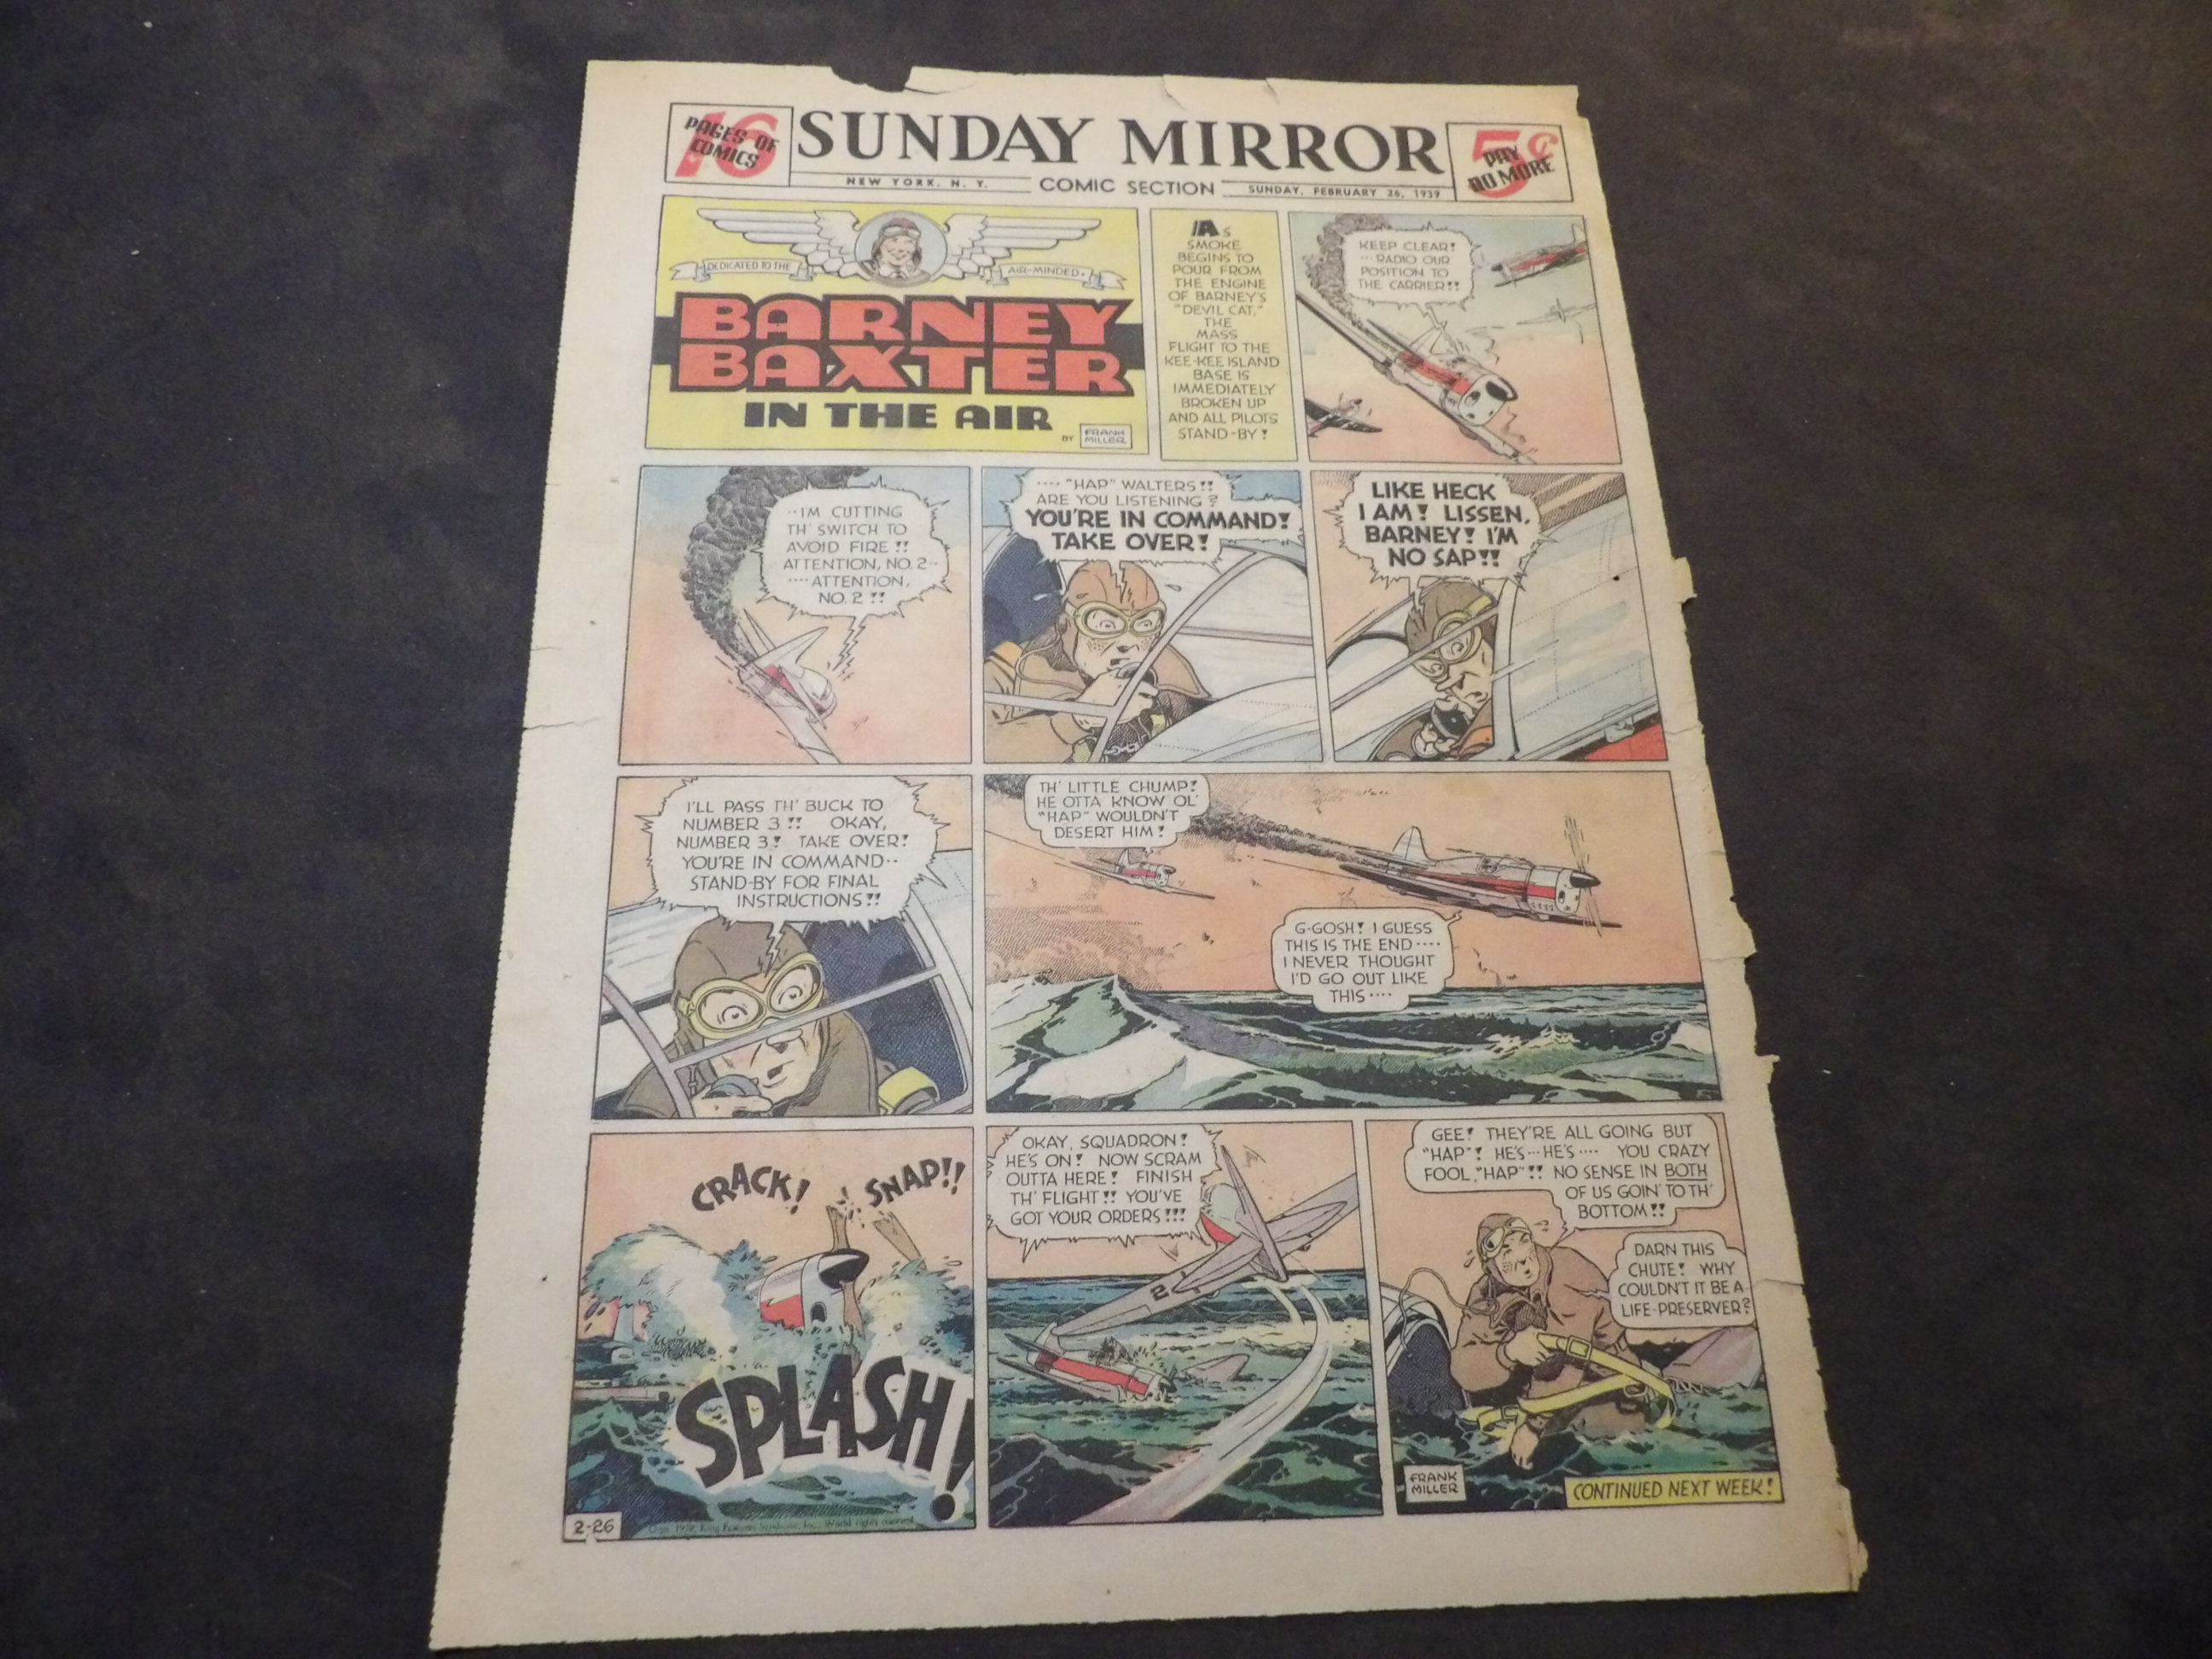 16
PAGES OF
COMICS
SUNDAY MIRROR
5¢
PAY
NO MORE
NEW YORK, N. Y.
COMIC SECTION
SUNDAY, FEBRUARY 26, 1939
DEDICATED TO THE
AIR-MINDED
BARNEY
BAXTER
IN THE AIR
BY
FRANK
MILLER
AS
SMOKE
BEGINS TO
POUR FROM
THE ENGINE
OF BARNEY'S
"DEVIL CAT,"
THE
MASS
FLIGHT TO THE
KEE-KEE ISLAND
BASE IS
IMMEDIATELY
BROKEN UP
AND ALL PILOTS
STAND-BY!
KEEP CLEAR!
...RADIO OUR
POSITION TO
THE CARRIER!!
..I'M CUTTING
TH' SWITCH TO
AVOID FIRE!!
ATTENTION, NO. 2--
....ATTENTION,
NO. 2!!
.... "HAP" WALTERS!!
ARE YOU LISTENING?
YOU'RE IN COMMAND!
TAKE OVER!
LIKE HECK
I AM! LISSEN,
BARNEY! I'M
NO SAP!!
I'LL PASS TH' BUCK TO
NUMBER 3!! OKAY,
NUMBER 3! TAKE OVER!
YOU'RE IN COMMAND--
STAND-BY FOR FINAL
INSTRUCTIONS!!
TH' LITTLE CHUMP!
HE OTTA KNOW OL'
"HAP" WOULDN'T
DESERT HIM!
G-GOSH! I GUESS
THIS IS THE END ....
I NEVER THOUGHT
I'D GO OUT LIKE
THIS ....
CRACK!
SNAP!!
SPLASH!
2-26
Copr. 1939, King Features Syndicate, Inc., World rights reserved
OKAY, SQUADRON!
HE'S ON! NOW SCRAM
OUTTA HERE! FINISH
TH' FLIGHT!! YOU'VE
GOT YOUR ORDERS!!!
2
GEE! THEY'RE ALL GOING BUT
"HAP"! HE'S---HE'S---- YOU CRAZY
FOOL, "HAP"!! NO SENSE IN BOTH
OF US GOIN' TO TH'
BOTTOM!!
DARN THIS
CHUTE! WHY
COULDN'T IT BE A
LIFE-PRESERVER?
FRANK
MILLER
CONTINUED NEXT WEEK!